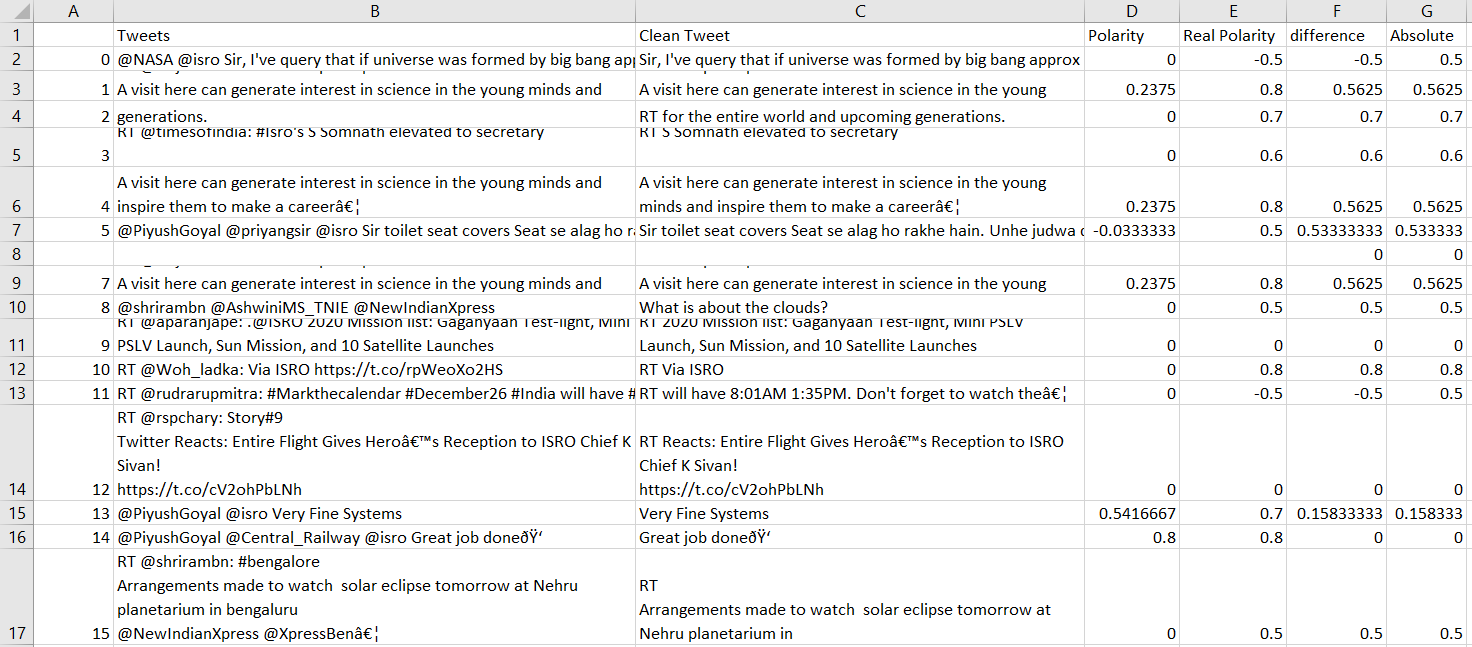 A B C D E F G
1 Tweets Clean Tweet Polarity Real Polarity difference Absolute
2 0 @NASA @isro Sir, I've query that if universe was formed by big bang Sir, I've query that if universe was formed by big bang approx 0 -0.5 -0.5 0.5
3 1 A visit here can generate interest in science in the young minds and A visit here can generate interest in science in the young 0.2375 0.8 0.5625 0.5625
4 2 generations. RT for the entire world and upcoming generations. 0 0.7 0.7 0.7
RT @timesofindia: #Isro's S Somnath elevated to secretary RT S Somnath elevated to secretary
5 3 0 0.6 0.6 0.6
A visit here can generate interest in science in the young minds and A visit here can generate interest in science in the young
6 4 inspire them to make a careerâ€¦ minds and inspire them to make a careerâ€¦ 0.2375 0.8 0.5625 0.5625
7 5 @PiyushGoyal @priyangsir @isro Sir toilet seat covers Seat se alag ho Sir toilet seat covers Seat se alag ho rakhe hain. Unhe judwa -0.0333333 0.5 0.53333333 0.533333
8 0 0
9 7 A visit here can generate interest in science in the young minds and A visit here can generate interest in science in the young 0.2375 0.8 0.5625 0.5625
10 8 @shrirambn @AshwiniMS_TNIE @NewIndianXpress What is about the clouds? 0 0.5 0.5 0.5
RT @aparanjape: .@ISRO 2020 Mission list: Gaganyaan Test-flight, Mini RT 2020 Mission list: Gaganyaan Test-flight, Mini PSLV
11 9 PSLV Launch, Sun Mission, and 10 Satellite Launches Launch, Sun Mission, and 10 Satellite Launches 0 0 0 0
12 10 RT @Woh_ladka: Via ISRO https://t.co/rpWeoXo2HS RT Via ISRO 0 0.8 0.8 0.8
13 11 RT @rudrarupmitra: #Markthecalendar #December26 #India will have # RT will have 8:01AM 1:35PM. Don't forget to watch theâ€¦ 0 -0.5 -0.5 0.5
RT @rspchary: Story#9
Twitter Reacts: Entire Flight Gives Heroâ€™s Reception to ISRO Chief K RT Reacts: Entire Flight Gives Heroâ€™s Reception to ISRO
Sivan! Chief K Sivan!
14 12 https://t.co/cV2ohPbLNh https://t.co/cV2ohPbLNh 0 0 0 0
15 13 @PiyushGoyal @isro Very Fine Systems Very Fine Systems 0.5416667 0.7 0.15833333 0.158333
16 14 @PiyushGoyal @Central_Railway @isro Great job doneðŸ‘ Great job doneðŸ‘ 0.8 0.8 0 0
RT @shrirambn: #bengalore
Arrangements made to watch solar eclipse tomorrow at Nehru RT
planetarium in bengaluru Arrangements made to watch solar eclipse tomorrow at
17 15 @NewIndianXpress @XpressBenâ€¦ Nehru planetarium in 0 0.5 0.5 0.5